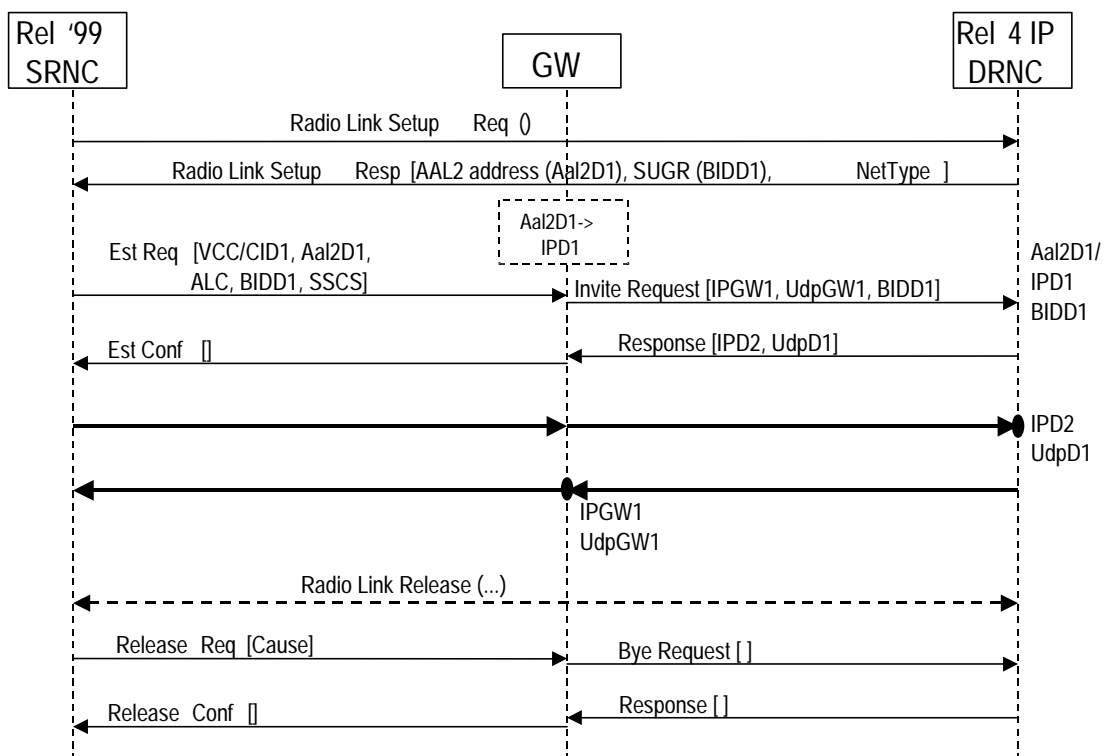 Rel '99
SRNC
GW
Rel 4 IP
DRNC
Radio Link Setup Req ()
Radio Link Setup Resp [AAL2 address (Aal2D1), SUGR (BIDD1), NetType ]
Aal2D1->
IPD1
Est Req [VCC/CID1, Aal2D1,
ALC, BIDD1, SSCS]
Invite Request [IPGW1, UdpGW1, BIDD1]
Aal2D1/
IPD1
BIDD1
Est Conf []
Response [IPD2, UdpD1]
IPD2
UdpD1
IPGW1
UdpGW1
Radio Link Release (...)
Release Req [Cause]
Bye Request [ ]
Release Conf []
Response [ ]